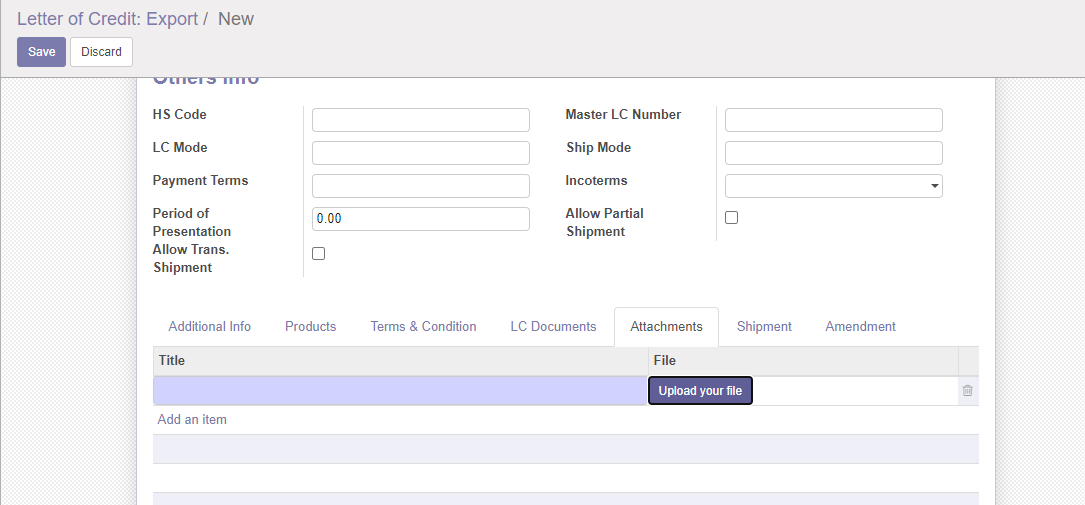 Letter of Credit: Export / New
Save Discard
Others Info
HS Code
Master LC Number
LC Mode
Ship Mode
Payment Terms
Incoterms
Period of
Presentation
0.00
Allow Partial
Shipment
Allow Trans.
Shipment
Additional Info Products Terms & Condition LC Documents Attachments Shipment Amendment
Title File
Upload your file
Add an item